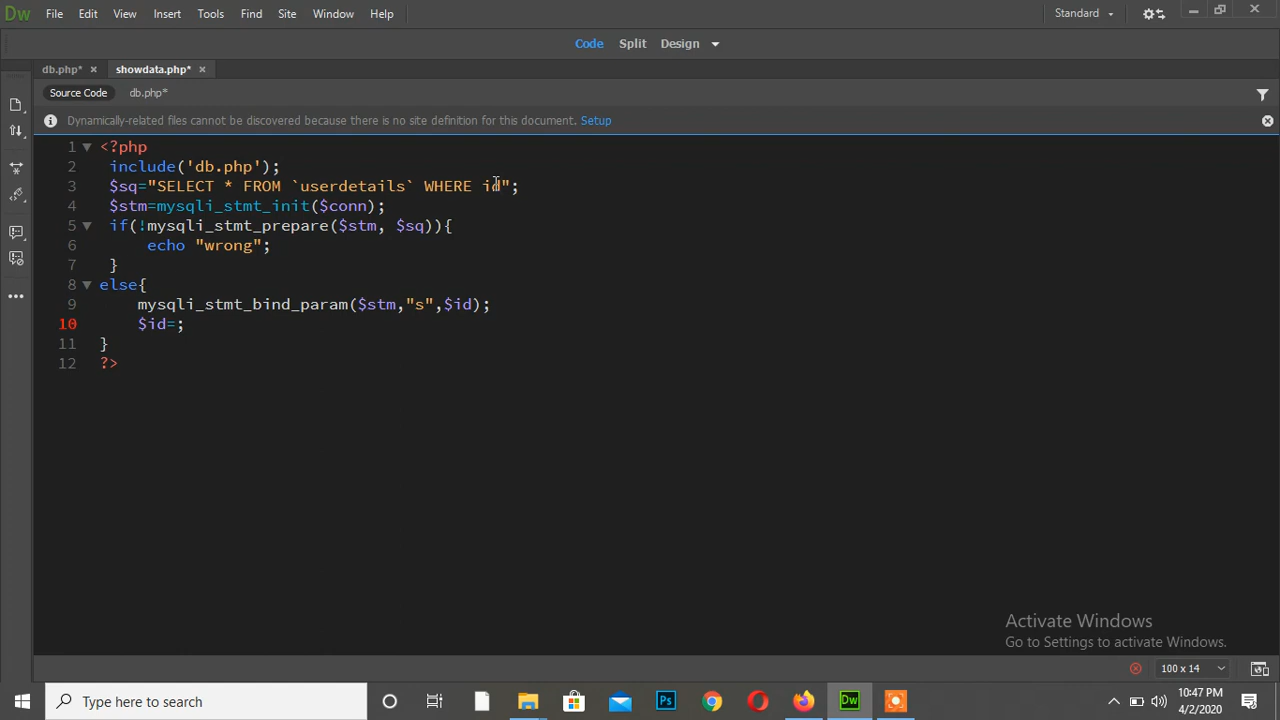 Dw File Edit View Insert Tools Find Site Window Help Standard
Code Split Design
db.php* showdata.php*
Source Code db.php*
Dynamically-related files cannot be discovered because there is no site definition for this document. Setup
1 <?php
2 include('db.php');
3 $sq="SELECT * FROM `userdetails` WHERE id";
4 $stm=mysqli_stmt_init($conn);
5 if(!mysqli_stmt_prepare($stm, $sq)){
6 echo "wrong";
7 }
8 else{
9 mysqli_stmt_bind_param($stm,"s",$id);
10 $id=;
11 }
12 ?>
Activate Windows
Go to Settings to activate Windows.
100 x 14
Type here to search Ps Dw 10:47 PM
4/2/2020